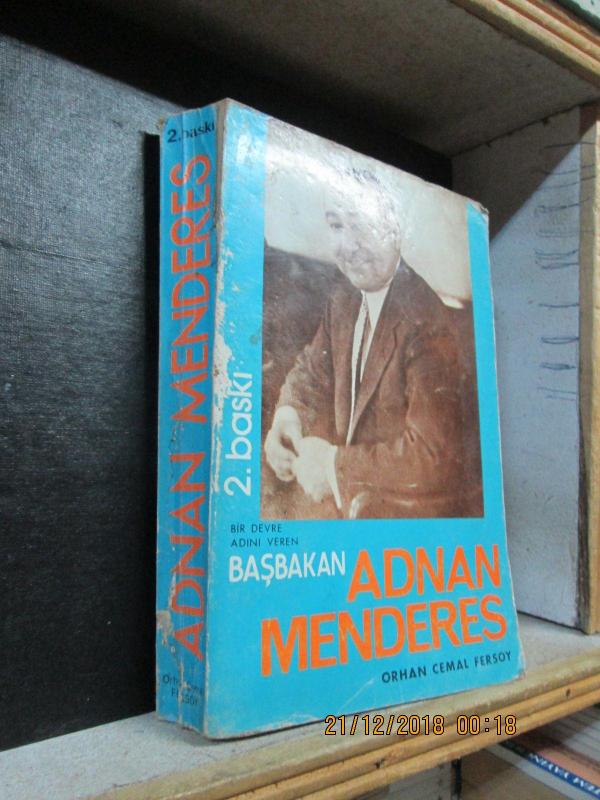 2. baskı
ADNAN MENDERES
2. baskı
BİR DEVRE
ADINI VEREN
BAŞBAKAN ADNAN
MENDERES
ORHAN CEMAL FERSOY
21/12/2018 00:18